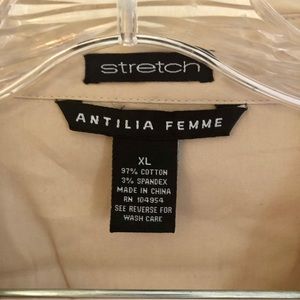 stretch
ANTILIA FEMME
XL
97% COTTON
3% SPANDEX
MADE IN CHINA
RN 104954
SEE REVERSE FOR
WASH CARE